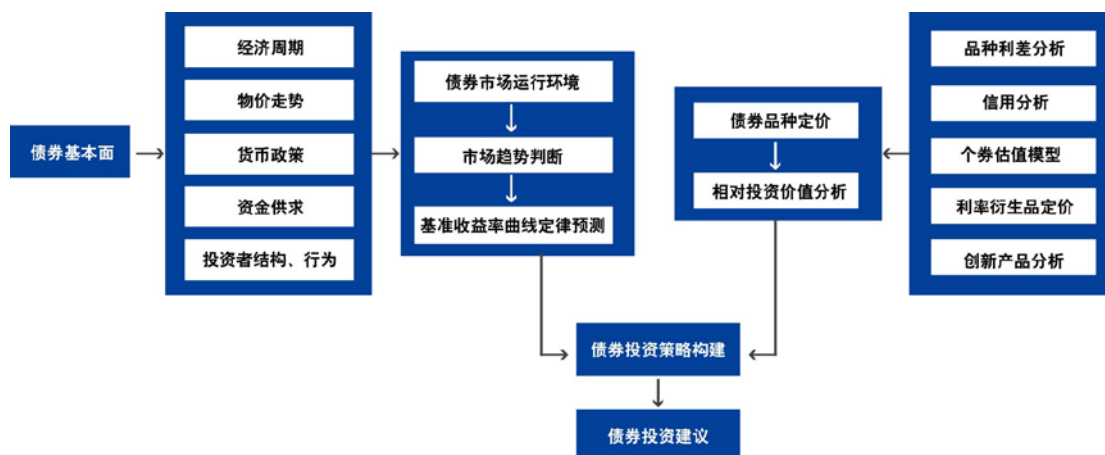 债券基本面
经济周期
物价走势
货币政策
资金供求
投资者结构、行为
债券市场运行环境
市场趋势判断
基准收益率曲线定律预测
债券品种定价
相对投资价值分析
品种利差分析
信用分析
个券估值模型
利率衍生品定价
创新产品分析
债券投资策略构建
债券投资建议